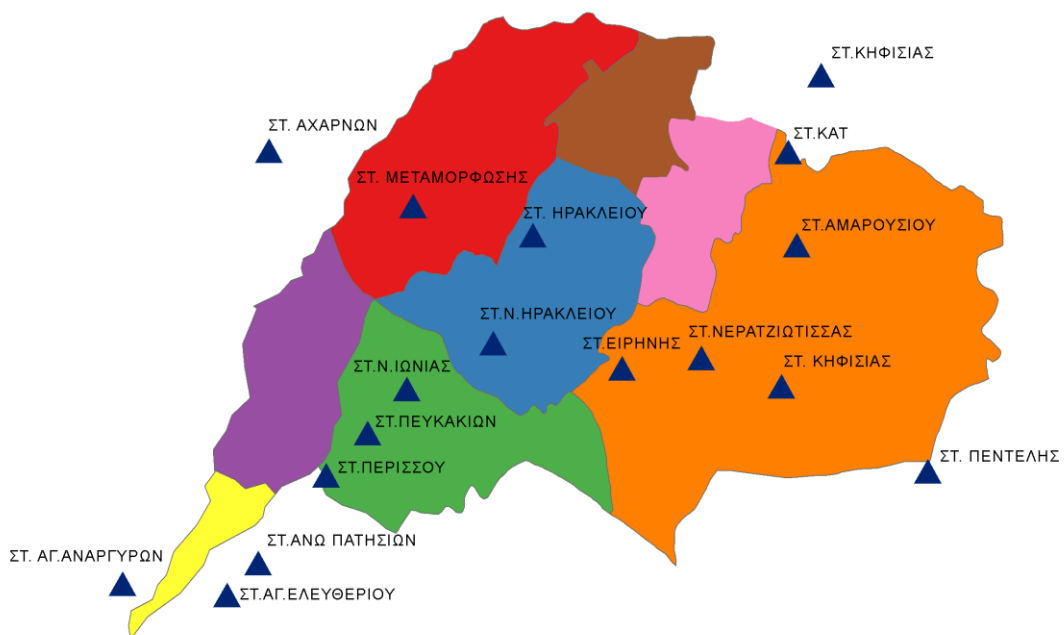 ΣΤ.ΚΗΦΙΣΙΑΣ
ΣΤ. ΑΧΑΡΝΩΝ
ΣΤ.ΚΑΤ
ΣΤ. ΜΕΤΑΜΟΡΦΩΣΗΣ
ΣΤ. ΗΡΑΚΛΕΙΟΥ
ΣΤ.ΑΜΑΡΟΥΣΙΟΥ
ΣΤ.Ν.ΗΡΑΚΛΕΙΟΥ
ΣΤ.ΝΕΡΑΤΖΙΩΤΙΣΣΑΣ
ΣΤ.ΕΙΡΗΝΗΣ
ΣΤ. ΚΗΦΙΣΙΑΣ
ΣΤ.Ν.ΙΩΝΙΑΣ
ΣΤ.ΠΕΥΚΑΚΙΩΝ
ΣΤ.ΠΕΡΙΣΣΟΥ
ΣΤ. ΠΕΝΤΕΛΗΣ
ΣΤ.ΑΝΩ ΠΑΤΗΣΙΩΝ
ΣΤ. ΑΓ.ΑΝΑΡΓΥΡΩΝ
ΣΤ.ΑΓ.ΕΛΕΥΘΕΡΙΟΥ